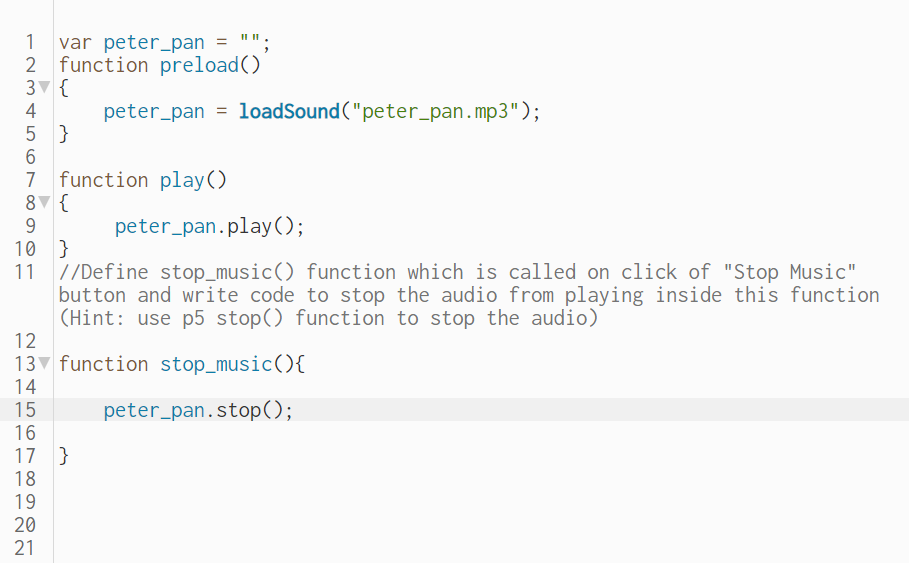 1 var peter_pan = "";
2 function preload()
3 {
4 peter_pan = loadSound("peter_pan.mp3");
5 }
6
7 function play()
8 {
9 peter_pan.play();
10 }
11 //Define stop_music() function which is called on click of "Stop Music"
button and write code to stop the audio from playing inside this function
(Hint: use p5 stop() function to stop the audio)
12
13 function stop_music(){
14
15 peter_pan.stop();
16
17 }
18
19
20
21